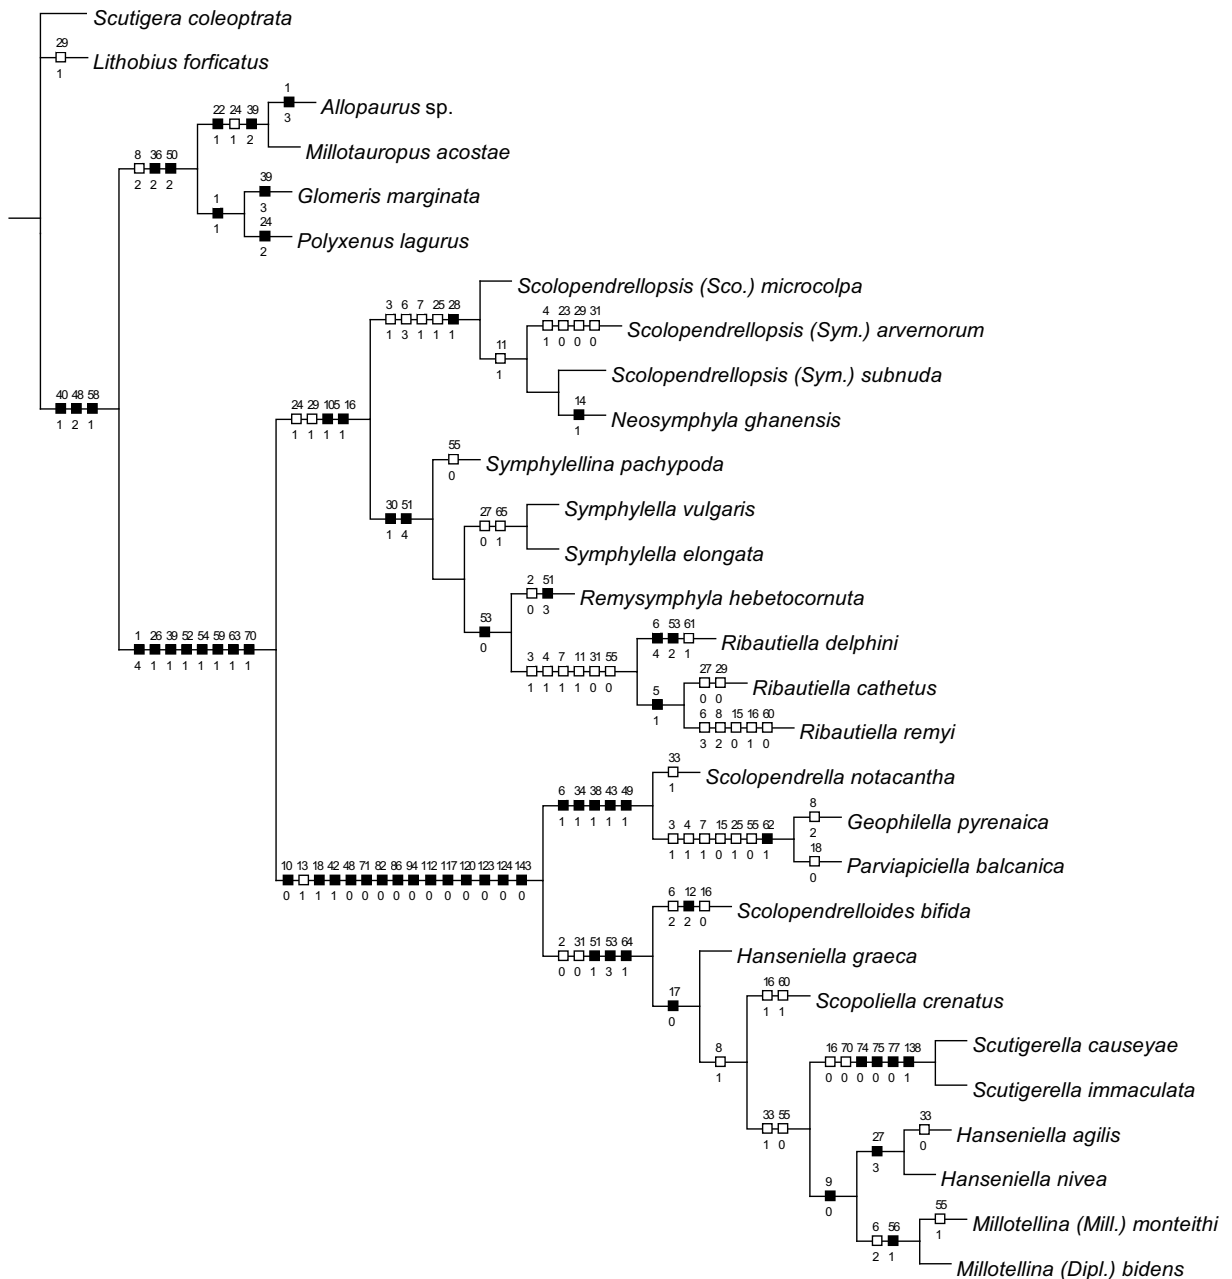 Scutigera coleoptrata
29
1
Lithobius forficatus
1
3
Allopaurus sp.
22 24 39
1 1 2
Millotauropus acostae
8 36 50
2 2 2
39
3
Glomeris marginata
1
1
24
2
Polyxenus lagurus
40 48 58
1 2 1
Scolopendrellopsis (Sco.) microcolpa
3 6 7 25 28
1 3 1 1 1
4 23 29 31
1 0 0 0
Scolopendrellopsis (Sym.) arvernorum
11
1
Scolopendrellopsis (Sym.) subnuda
14
1
Neosymphyla ghanensis
24 29 105 16
1 1 1 1
55
0
Symphylellina pachypoda
30 51
1 4
Symphylella vulgaris
27 65
0 1
Symphylella elongata
2 51
0 3
Remysymphyla hebetocornuta
53
0
6 53 61
4 2 1
Ribautiella delphini
3 4 7 11 31 55
1 1 1 1 0 0
27 29
0 0
Ribautiella cathetus
5
1
6 8 15 16 60
3 2 0 1 0
Ribautiella remyi
1 26 39 52 54 59 63 70
4 1 1 1 1 1 1 1
33
1
Scolopendrella notacantha
6 34 38 43 49
1 1 1 1 1
8
2
Geophilella pyrenaica
3 4 7 15 25 55 62
1 1 1 0 1 0 1
18
0
Parviapiciella balcanica
10 13 18 42 48 71 82 86 94 112 117 120 123 124 143
0 1 1 1 0 0 0 0 0 0 0 0 0 0 0
6 12 16
2 2 0
Scolopendrelloides bifida
2 31 51 53 64
0 0 1 3 1
Hanseniella graeca
17
0
16 60
1 1
Scopoliella crenatus
8
1
Scutigerella causeyae
16 70 74 75 77 138
0 0 0 0 0 1
Scutigerella immaculata
33 55
1 0
33
0
Hanseniella agilis
27
3
Hanseniella nivea
9
0
55
1
Millotellina (Mill.) monteithi
6 56
2 1
Millotellina (Dipl.) bidens